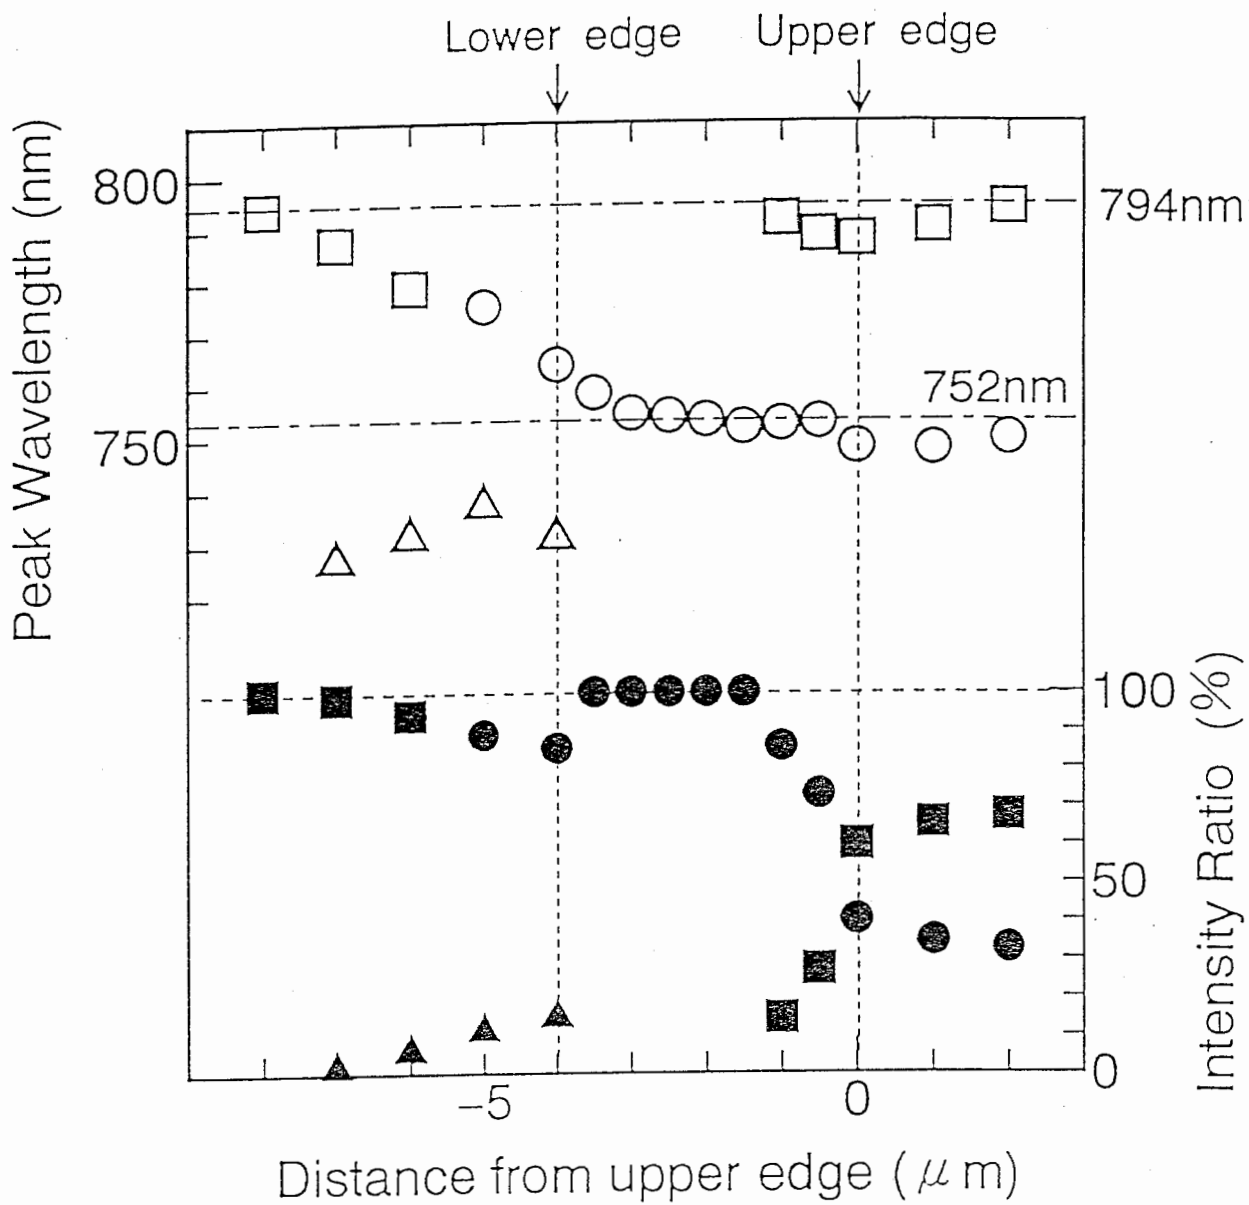 Lower edge Upper edge
Peak Wavelength (nm)
800
794nm
752nm
750
100
50
0
Intensity Ratio (%)
-5 0
Distance from upper edge (μm)